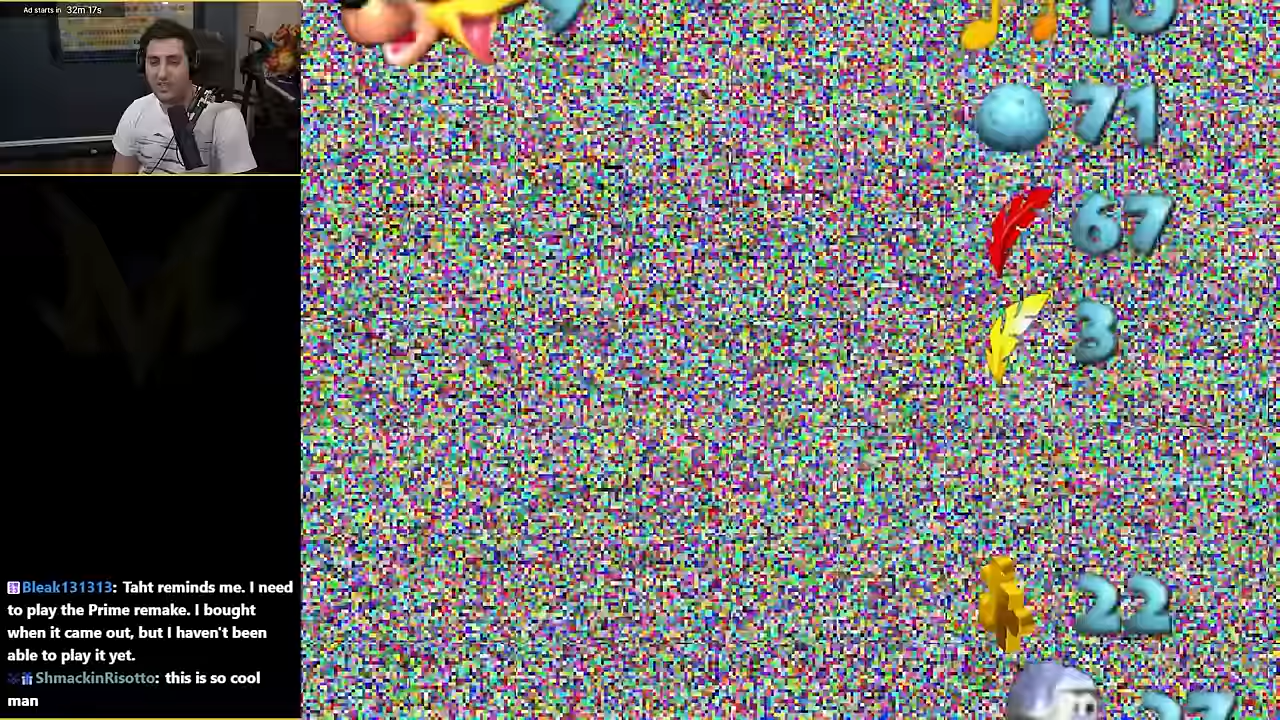 Ad starts in 32m 17s
10
71
67
3
22
Bleak131313: Taht reminds me. I need
to play the Prime remake. I bought
when it came out, but I haven't been
able to play it yet.
ShmackinRisotto: this is so cool
man